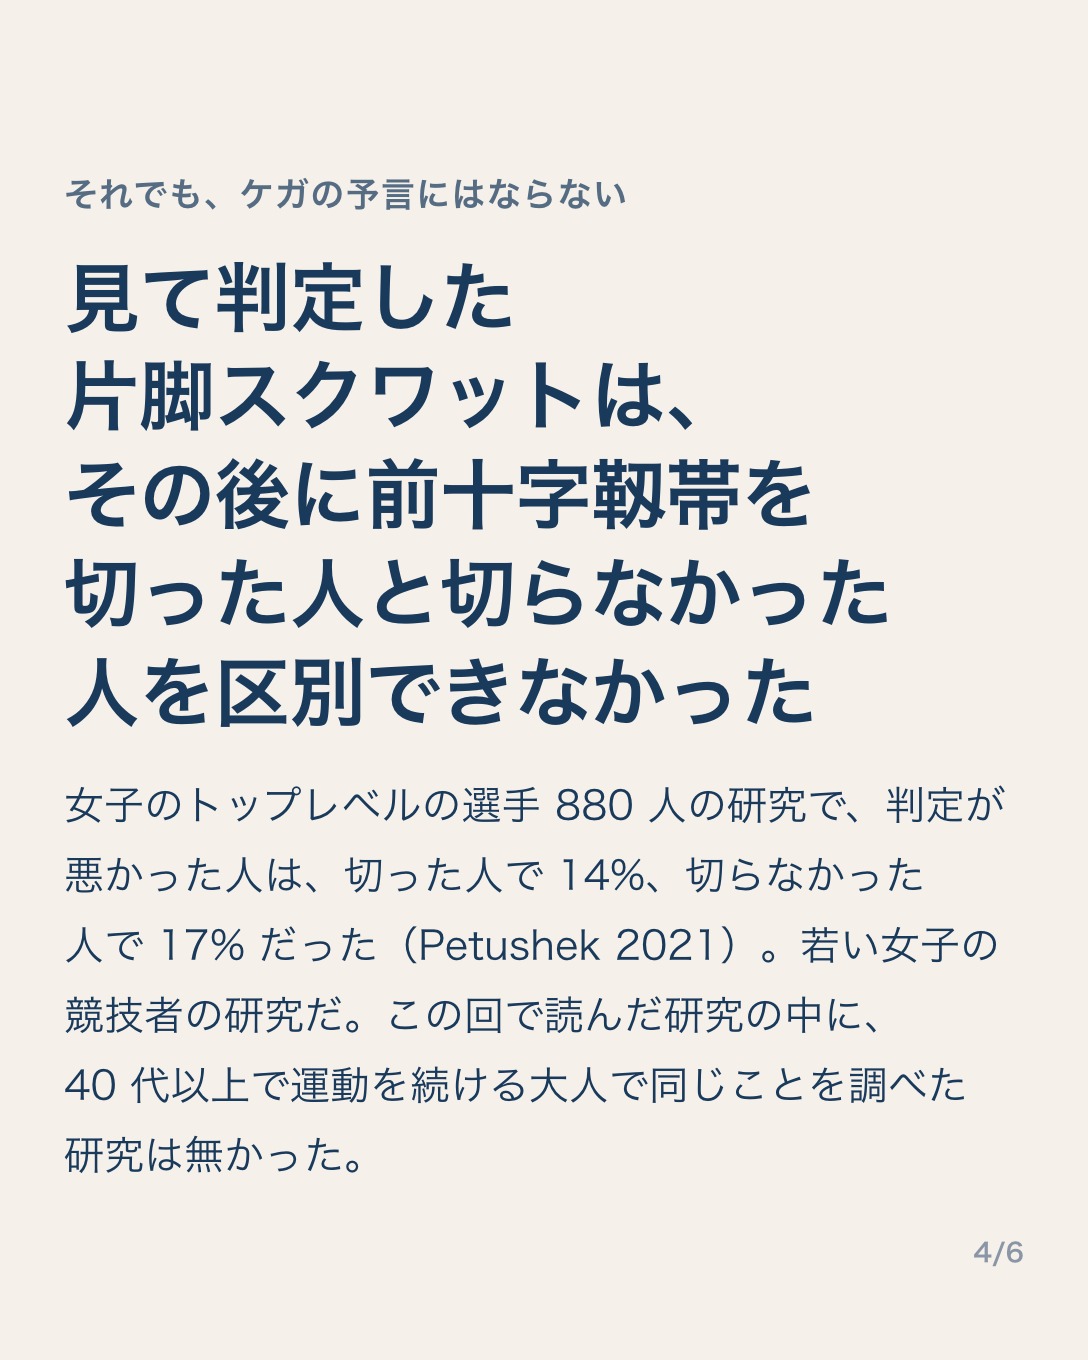 それでも、ケガの予言にはならない
見て判定した
片脚スクワットは、
その後に前十字靱帯を
切った人と切らなかった
人を区別できなかった
女子のトップレベルの選手 880 人の研究で、判定が
悪かった人は、切った人で 14%、切らなかった
人で 17% だった（Petushek 2021）。若い女子の
競技者の研究だ。この回で読んだ研究の中に、
40 代以上で運動を続ける大人で同じことを調べた
研究は無かった。
4/6